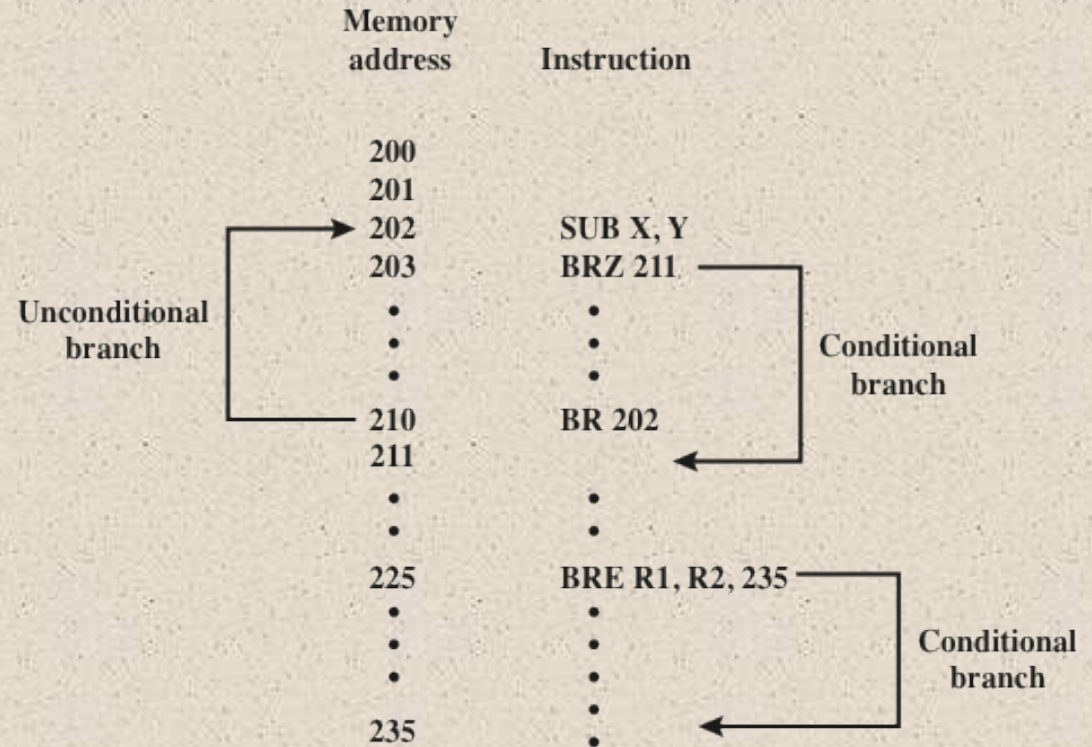 Memory
address
Instruction
200
201
202
SUB X, Y
203
BRZ 211
Unconditional
branch
Conditional
branch
210
BR 202
211
225
BRE R1, R2, 235
Conditional
branch
235